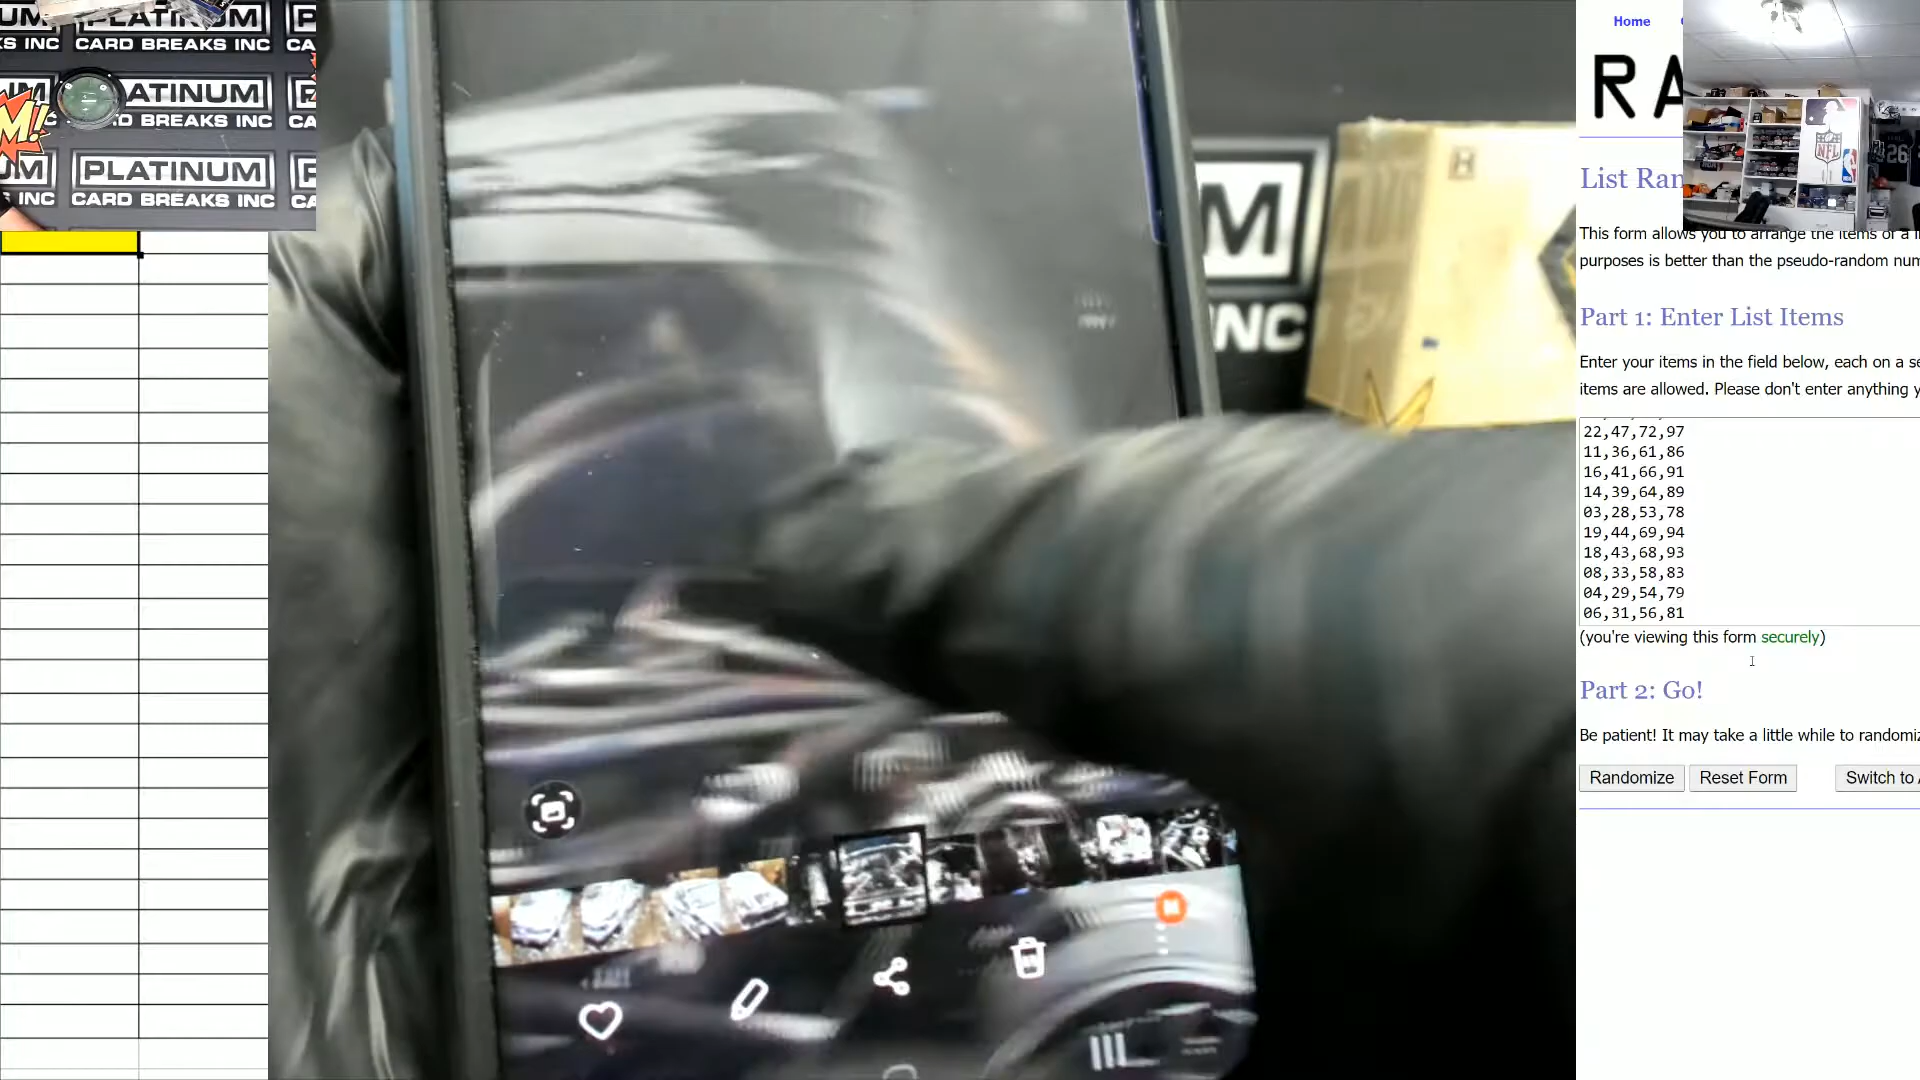 PLATINUM
CARD BREAKS INC
ATINUM
CARD BREAKS INC
PLATINUM
CARD BREAKS INC
M!
M
INC
Home
RA
List Ran
This form allows you to arrange the items of a li
purposes is better than the pseudo-random num
Part 1: Enter List Items
Enter your items in the field below, each on a se
items are allowed. Please don't enter anything y
22,47,72,97
11,36,61,86
16,41,66,91
14,39,64,89
03,28,53,78
19,44,69,94
18,43,68,93
08,33,58,83
04,29,54,79
06,31,56,81
(you're viewing this form securely)
Part 2: Go!
Be patient! It may take a little while to randomiz
Randomize
Reset Form
Switch to A
NFL
26